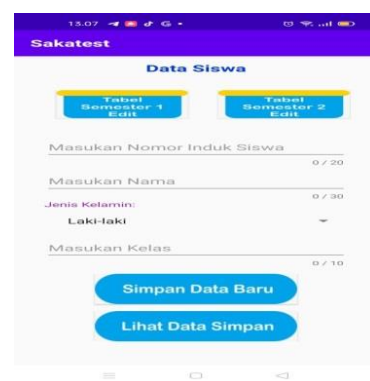 13.07
Sakatest
Data Siswa
Tabel
Semester 1
Edit
Tabel
Semester 2
Edit
Masukan Nomor Induk Siswa
0 / 20
Masukan Nama
0 / 30
Jenis Kelamin:
Laki-laki
Masukan Kelas
0 / 10
Simpan Data Baru
Lihat Data Simpan